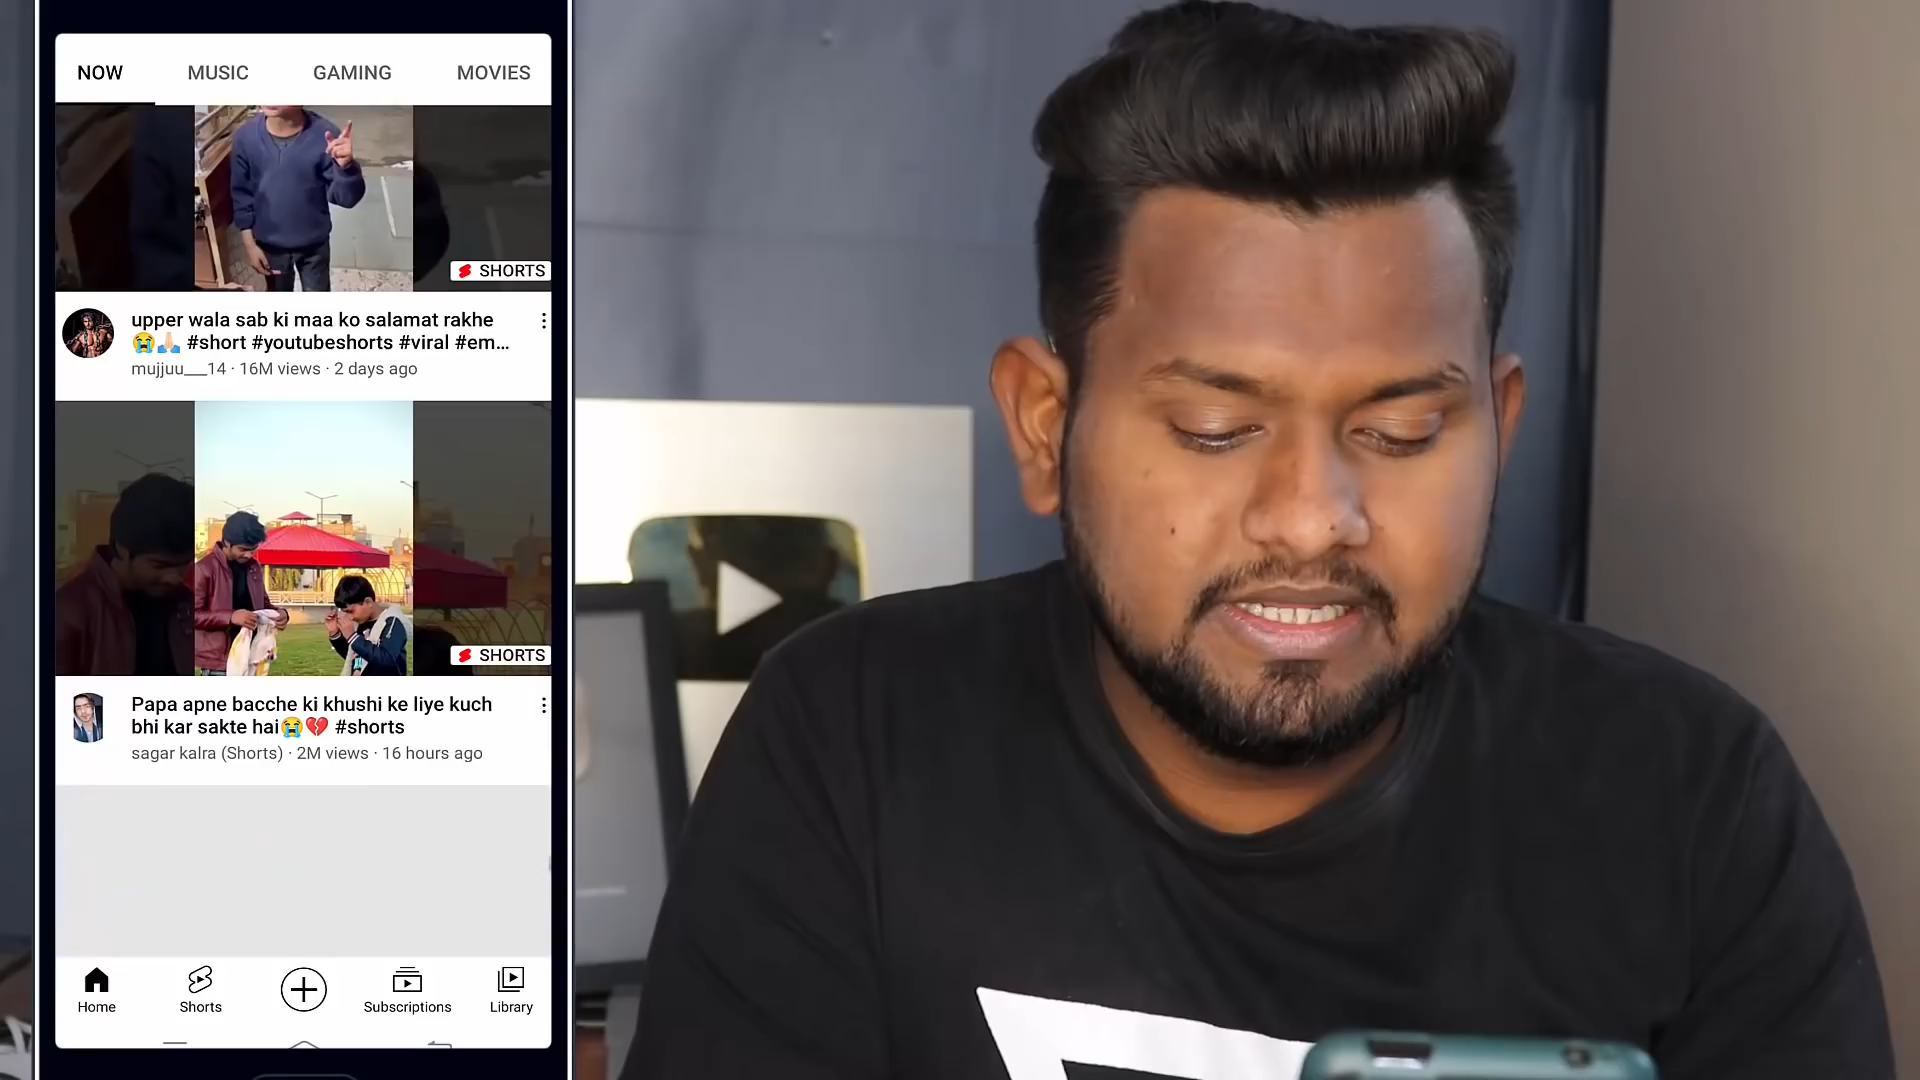 NOW MUSIC GAMING MOVIES
SHORTS
upper wala sab ki maa ko salamat rakhe
😭🙏🏻 #short #youtubeshorts #viral #em...
mujjuu___14 · 16M views · 2 days ago
SHORTS
Papa apne bacche ki khushi ke liye kuch
bhi kar sakte hai😭💔 #shorts
sagar kalra (Shorts) · 2M views · 16 hours ago
Home Shorts Subscriptions Library